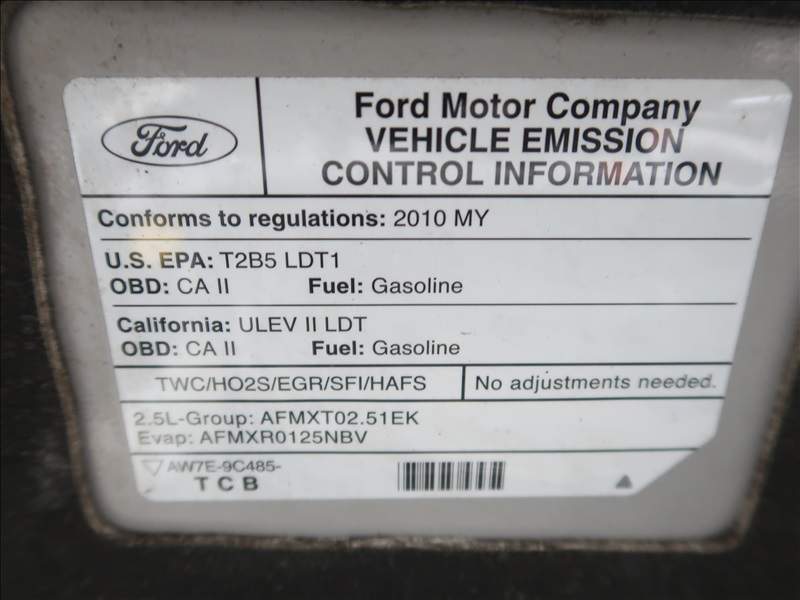 Ford
Ford Motor Company
VEHICLE EMISSION
CONTROL INFORMATION
Conforms to regulations: 2010 MY
U.S. EPA: T2B5 LDT1
OBD: CA II Fuel: Gasoline
California: ULEV II LDT
OBD: CA II Fuel: Gasoline
TWC/HO2S/EGR/SFI/HAFS No adjustments needed.
2.5L-Group: AFMXT02.51EK
Evap: AFMXR0125NBV
AW7E-9C485-
TCB